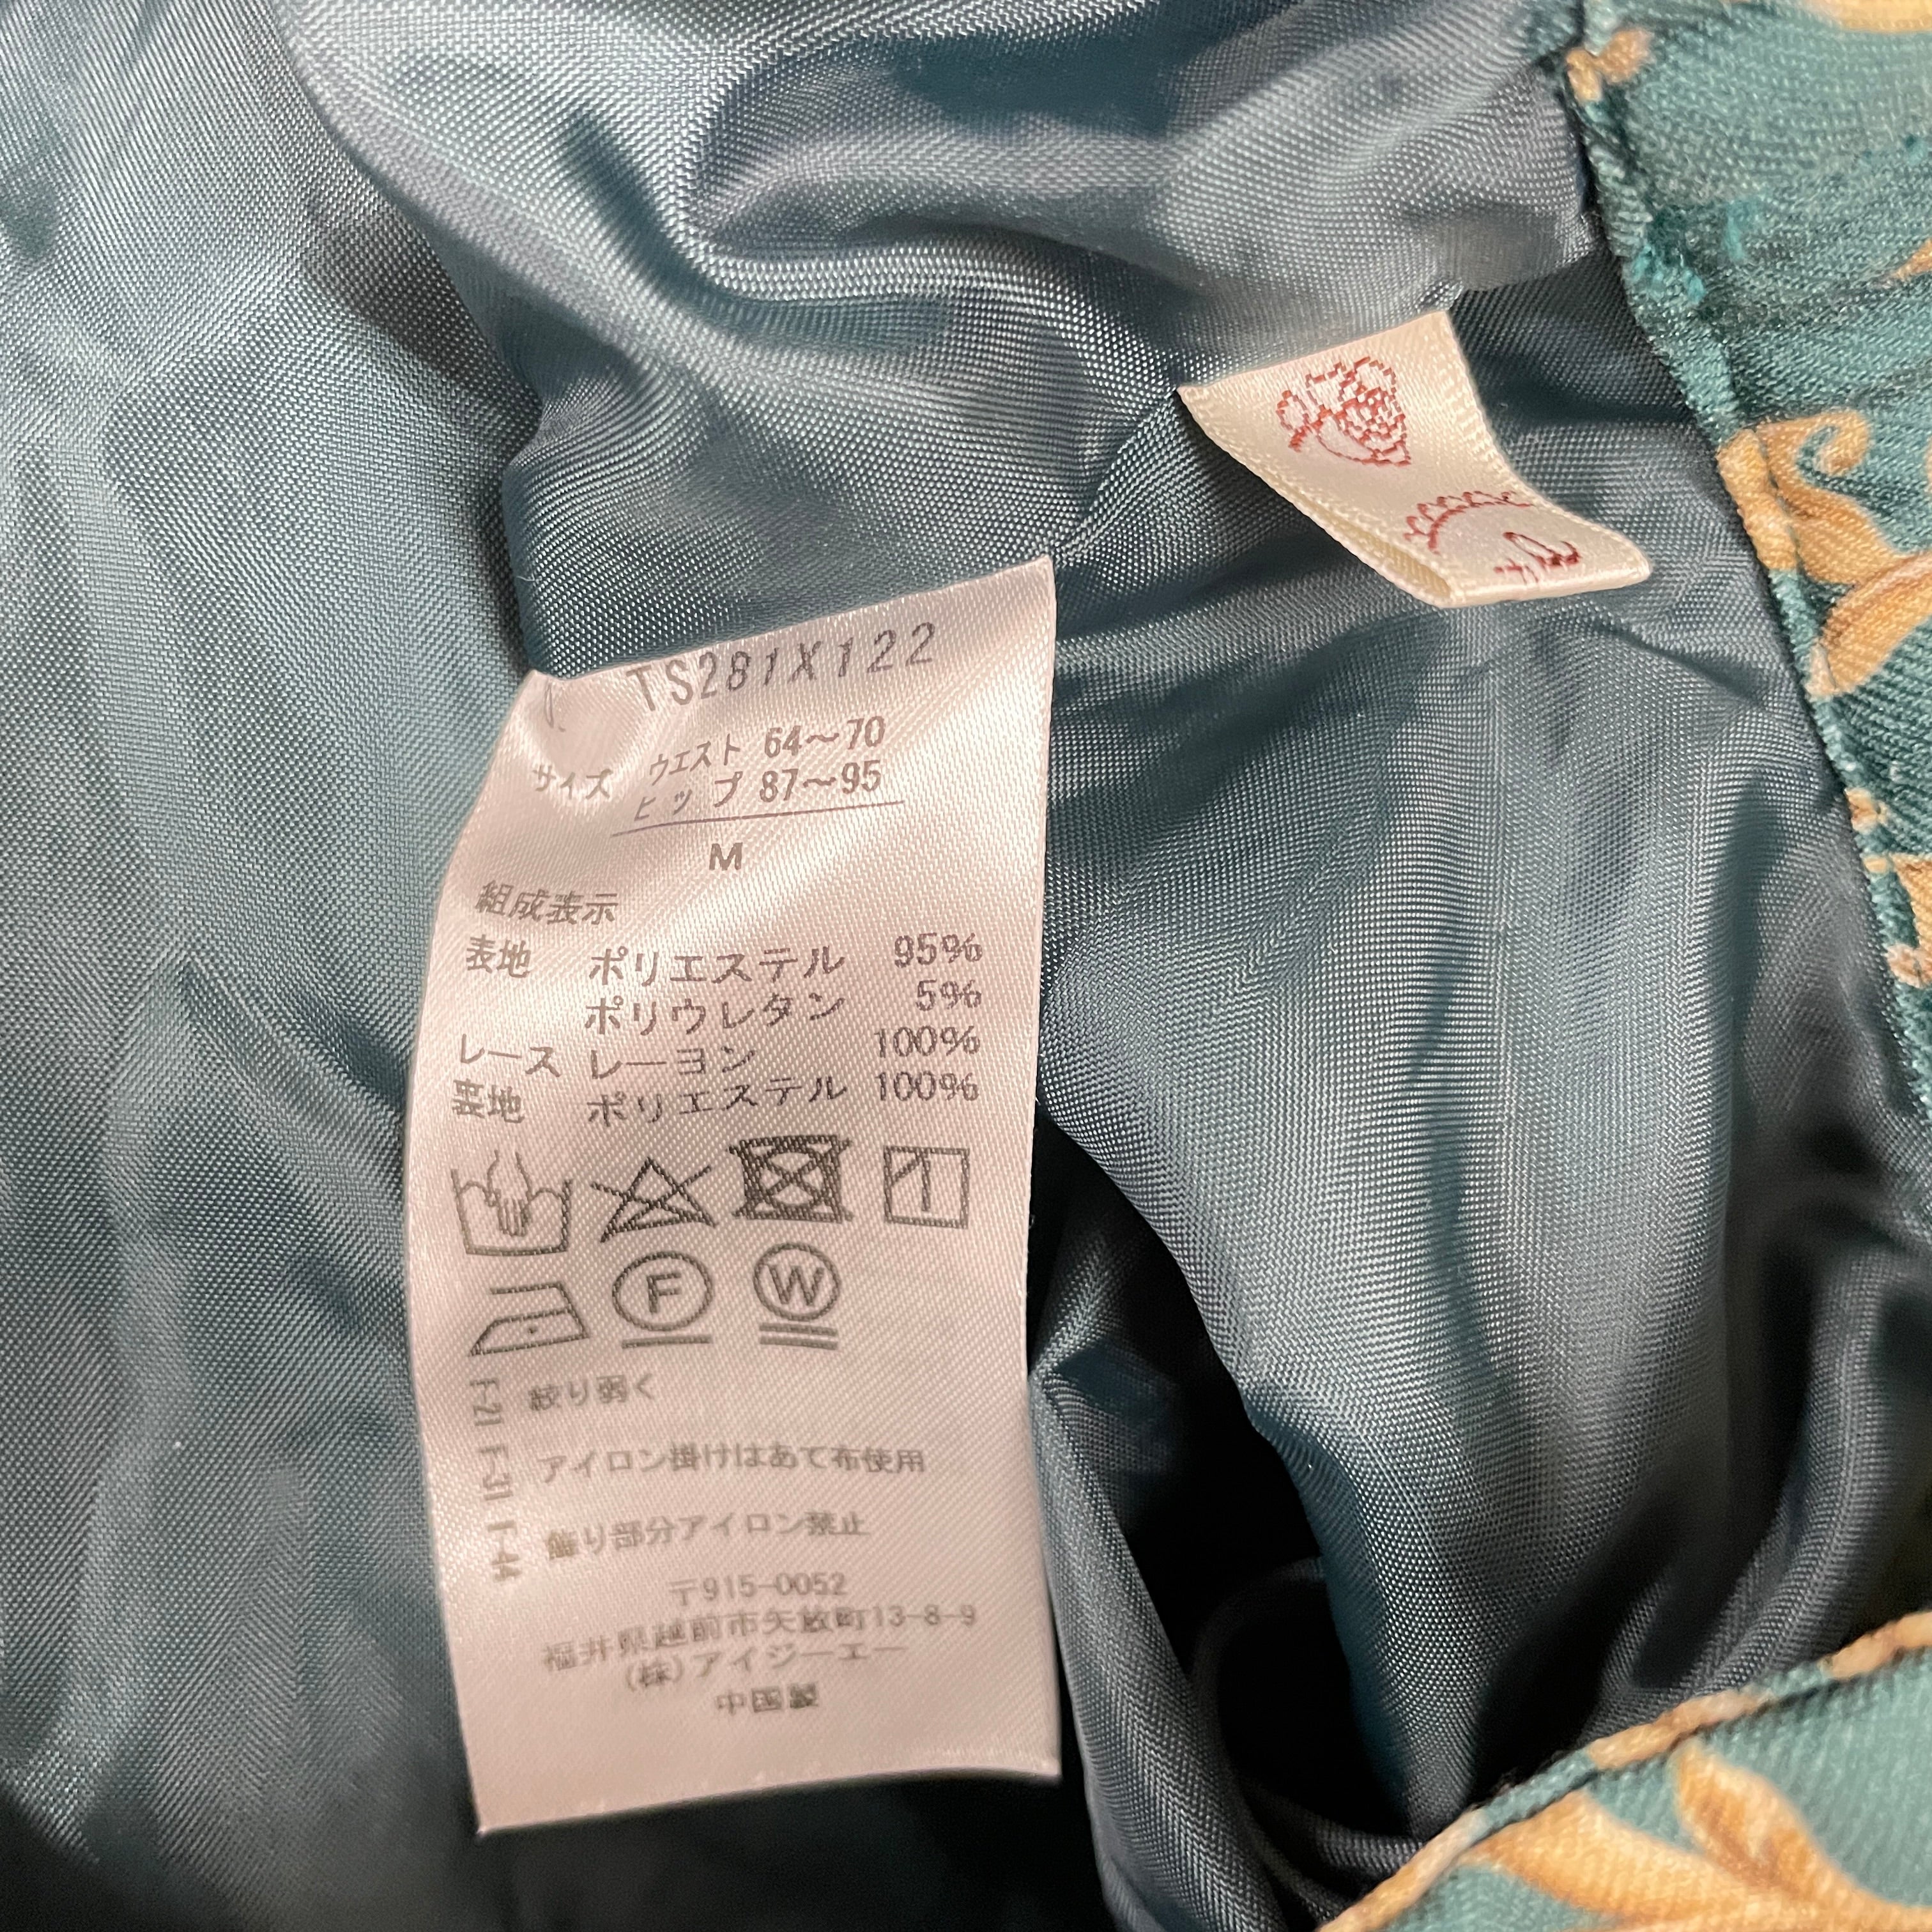 TS281X122
サイズ ウエスト 64〜70
ヒップ 87〜95
M
組成表示
表地 ポリエステル 95%
ポリウレタン 5%
レース レーヨン 100%
裏地 ポリエステル 100%
F
W
絞り弱く
アイロン掛けはあて布使用
飾り部分アイロン禁止
〒915-0052
福井県越前市矢放町13-8-9
(株)アイジーエー
中国製